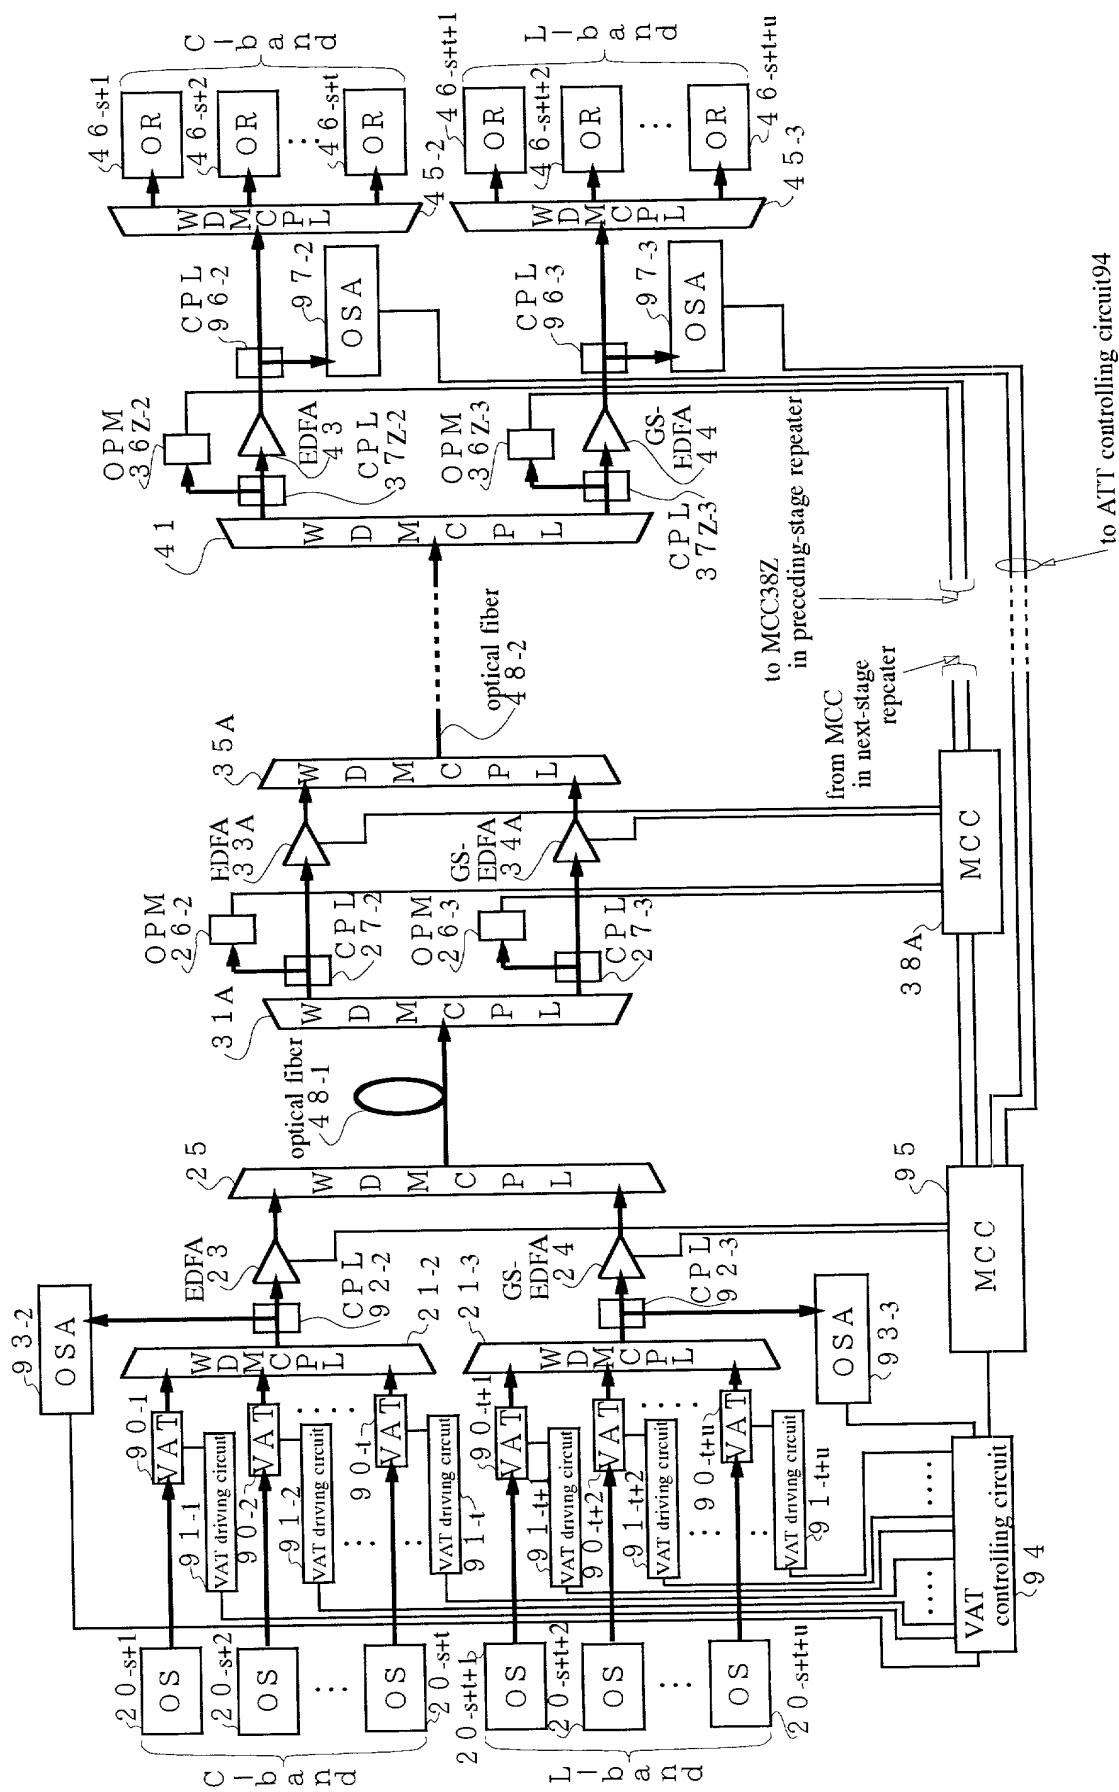 C-band
20-s+1
OS
20-s+2
OS
20-s+t
OS
L-band
20-s+t+1
OS
20-s+t+2
OS
20-s+t+u
OS
90-1
VAT
91-1
VAT driving circuit
90-2
VAT
91-2
VAT driving circuit
90-t
VAT
91-t
VAT driving circuit
90-t+1
VAT
91-t+1
VAT driving circuit
90-t+2
VAT
91-t+2
VAT driving circuit
90-t+u
VAT
91-t+u
VAT driving circuit
VAT
controlling circuit
94
93-2
OSA
WDM CPL
21-2
CPL
92-2
EDFA
23
WDM CPL
21-3
CPL
92-3
GS-
EDFA
24
OSA
93-3
25
WDM CPL
95
MCC
optical fiber
48-1
31A
WDM CPL
OPM
26-2
CPL
27-2
EDFA
33A
OPM
26-3
CPL
27-3
GS-
EDFA
34A
35A
WDM CPL
38A
MCC
optical fiber
48-2
from MCC
in next-stage
repeater
to MCC38Z
in preceding-stage repeater
to ATT controlling circuit94
41
WDM CPL
OPM
36Z-2
EDFA
43
CPL
37Z-2
OPM
36Z-3
GS-
EDFA
44
CPL
37Z-3
CPL
96-2
97-2
OSA
CPL
96-3
97-3
OSA
WDM CPL
45-2
WDM CPL
45-3
46-s+1
OR
46-s+2
OR
46-s+t
OR
C-band
46-s+t+1
OR
46-s+t+2
OR
46-s+t+u
OR
L-band